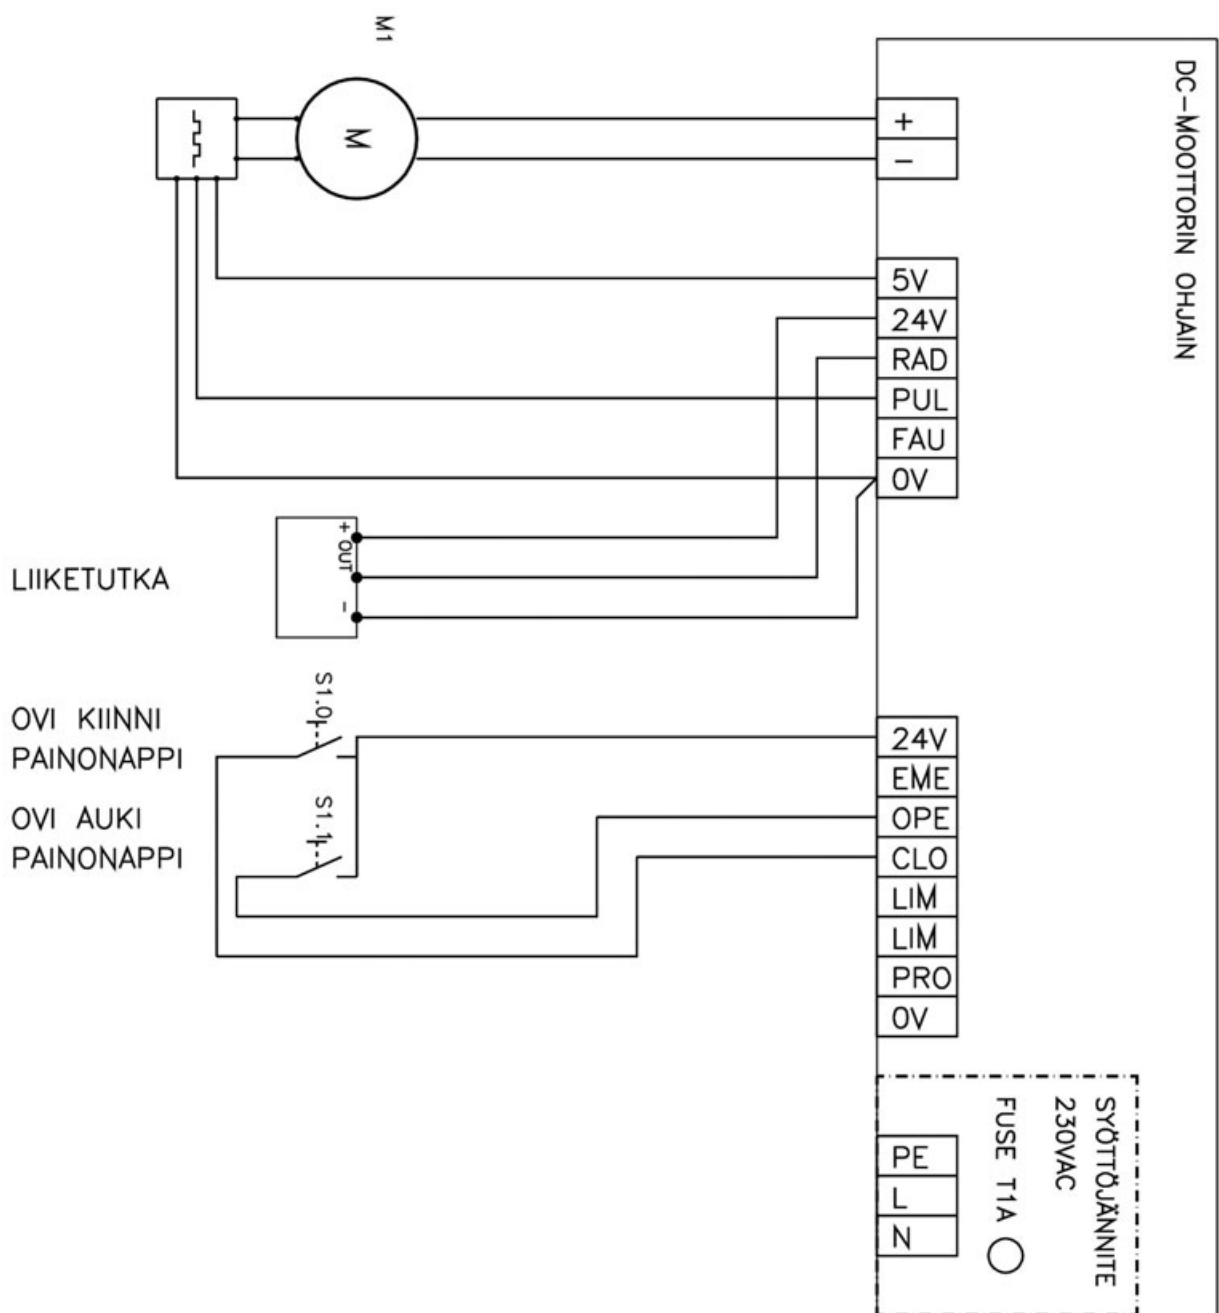 M1
DC-MOOTTORIN OHJAIN
M
+
-
5V
24V
RAD
PUL
FAU
0V
+ OUT -
LIIKETUTKA
S1.0
OVI KIINNI
PAINONAPPI
S1.1
OVI AUKI
PAINONAPPI
24V
EME
OPE
CLO
LIM
LIM
PRO
0V
SYÖTTÖJÄNNITE
230VAC
FUSE T1A
PE
L
N